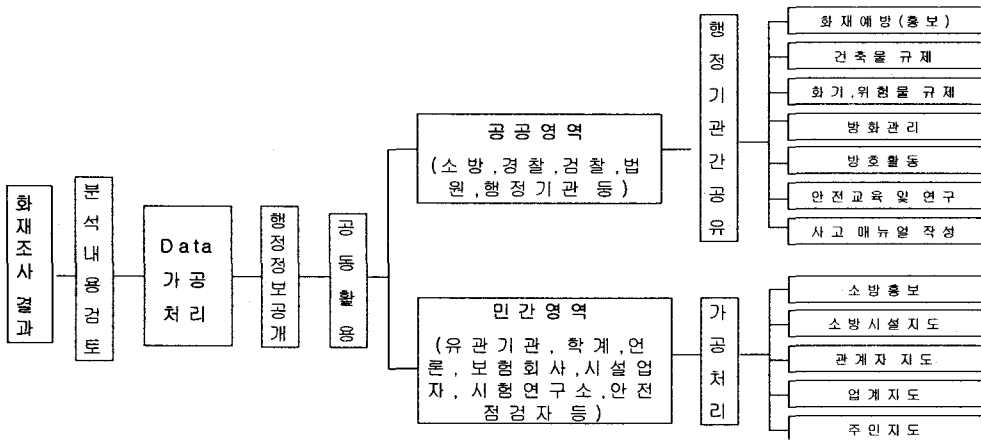 화재조사 결과
분석내용검토
Data
가공
처리
행정정보공개
공동활용
공공영역
(소방,경찰,검찰,법
원,행정기관 등)
행정기관간공유
화재예방(홍보)
건축물 규제
화기,위험물 규제
방화관리
방호활동
안전교육 및 연구
사고 매뉴얼 작성
민간영역
(유관기관, 학계,언
론, 보험회사,시설업
자, 시험연구소,안전
점검자 등)
가공처리
소방홍보
소방시설지도
관계자 지도
업계지도
주민지도